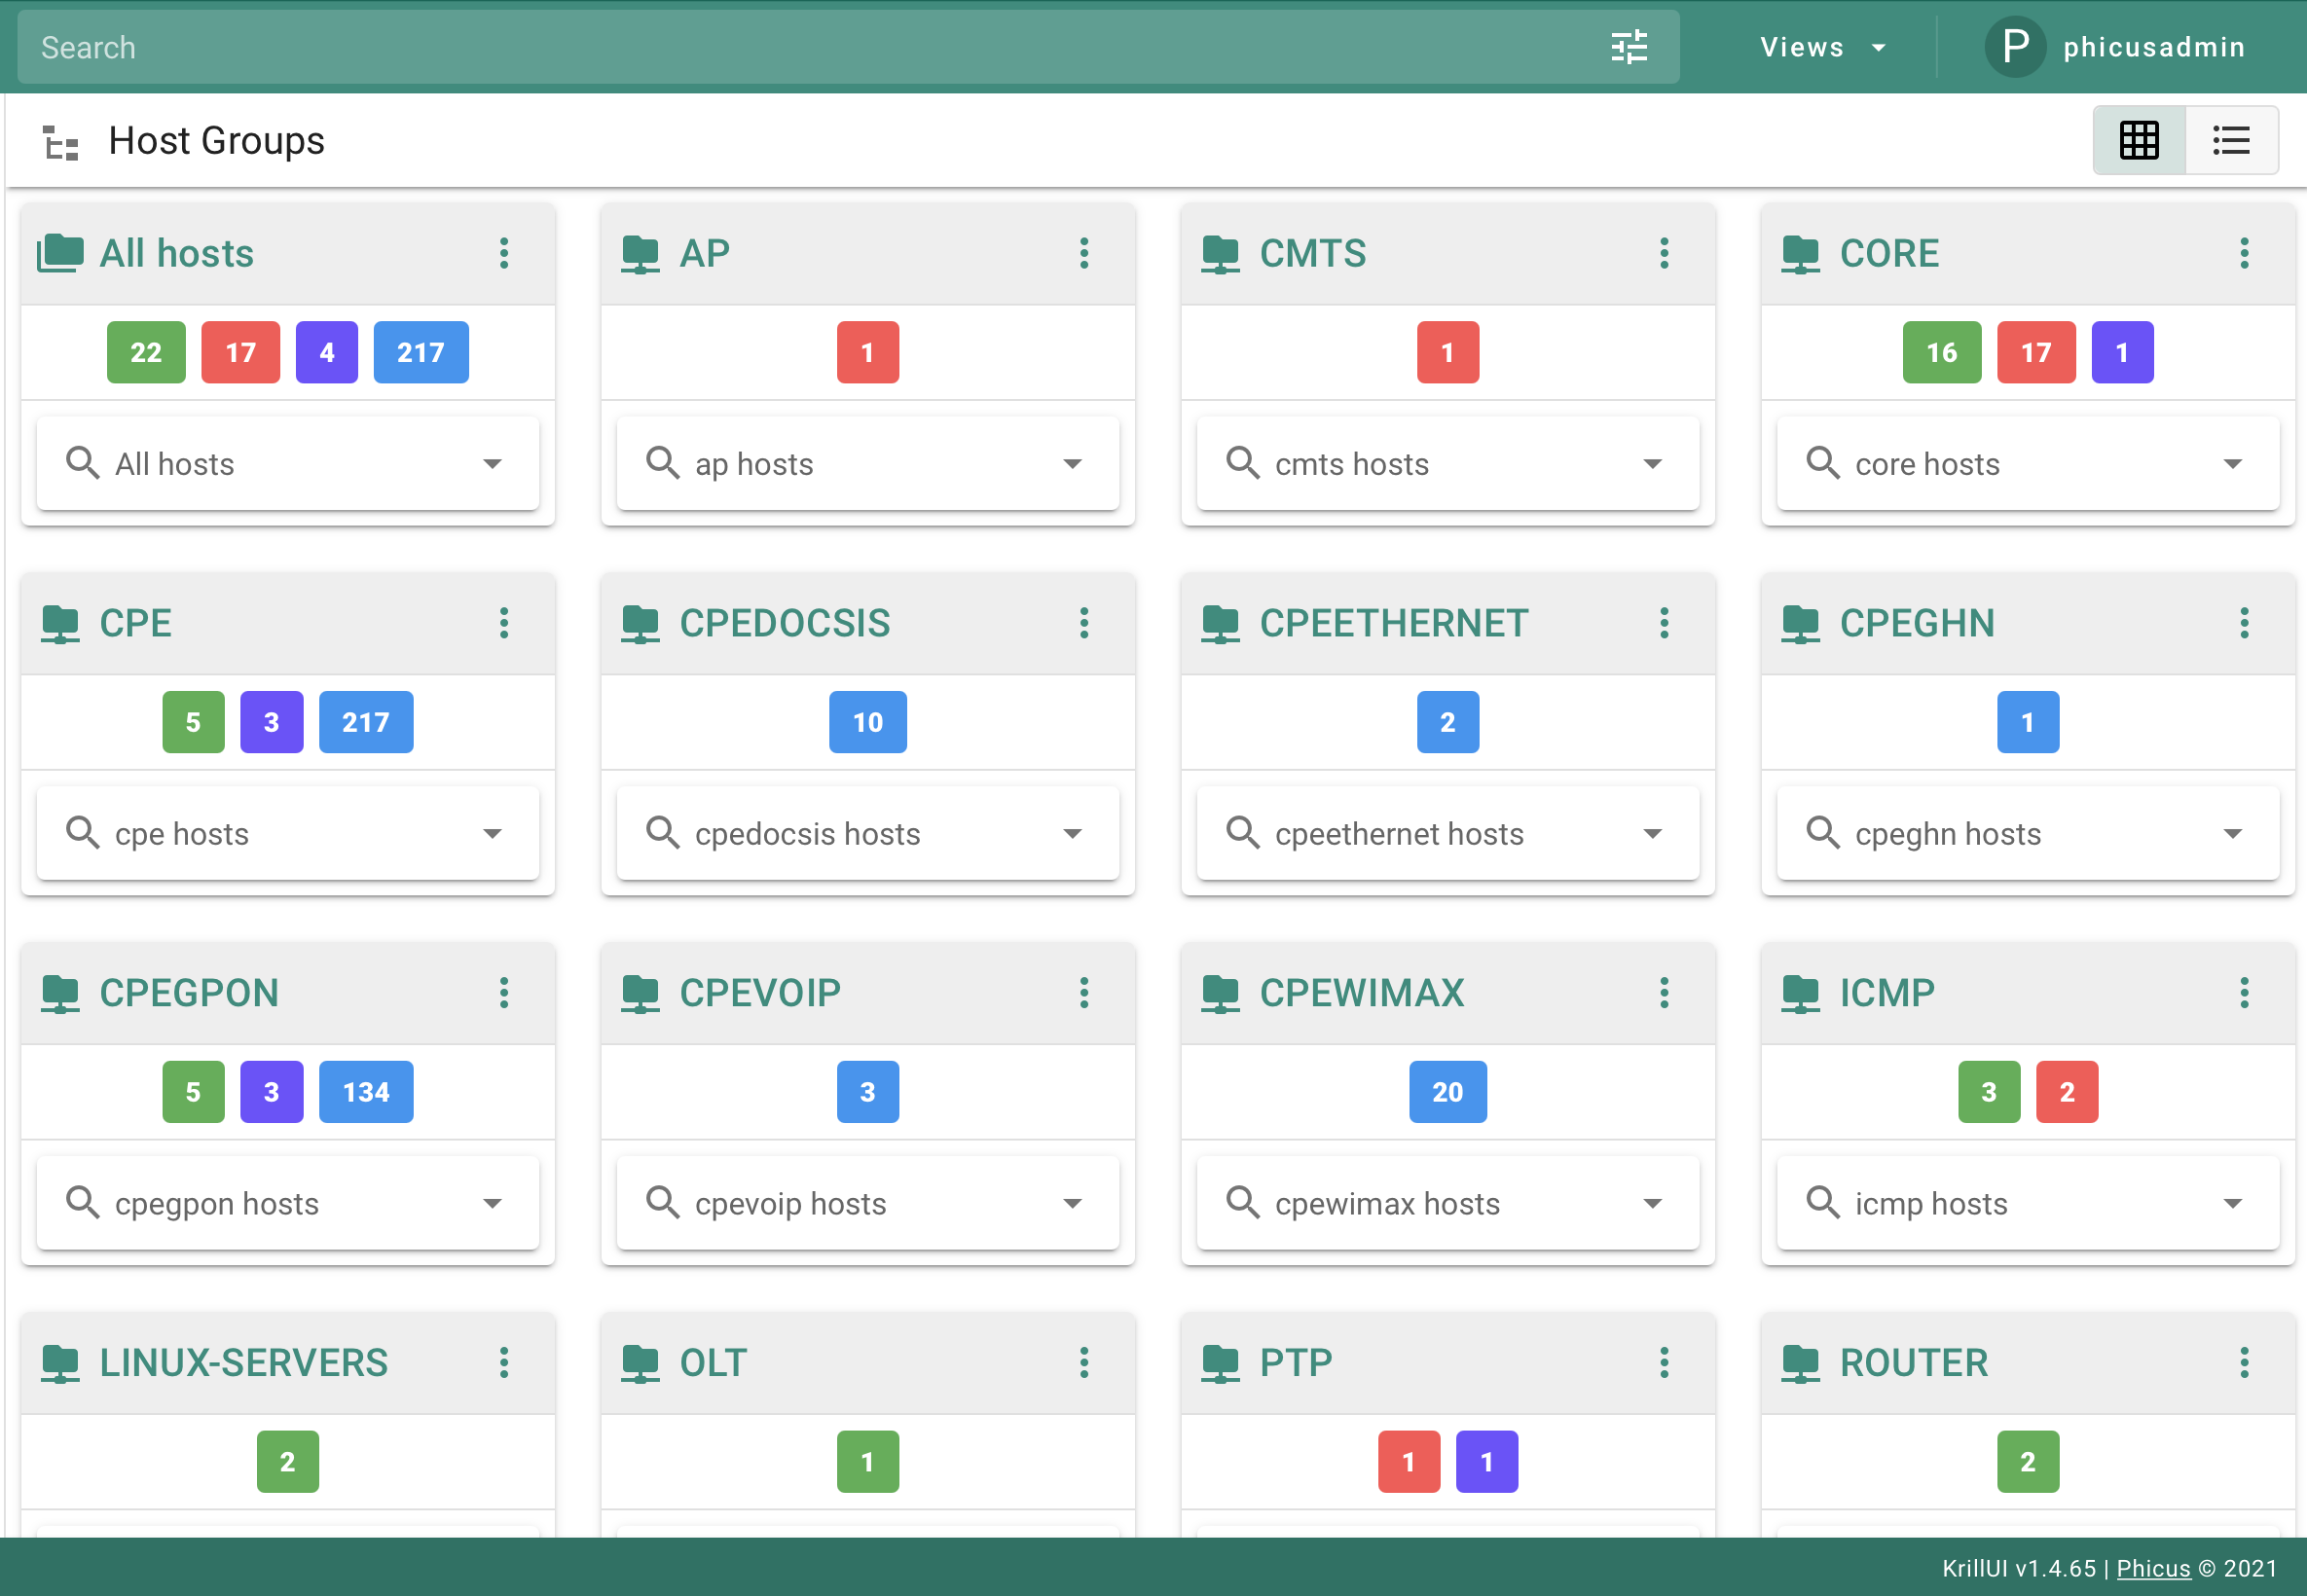 Search
Views
P phicusadmin
Host Groups
All hosts
AP
CMTS
CORE
22 17 4 217
1
1
16 17 1
All hosts
ap hosts
cmts hosts
core hosts
CPE
CPEDOCSIS
CPEETHERNET
CPEGHN
5 3 217
10
2
1
cpe hosts
cpedocsis hosts
cpeethernet hosts
cpeghn hosts
CPEGPON
CPEVOIP
CPEWIMAX
ICMP
5 3 134
3
20
3 2
cpegpon hosts
cpevoip hosts
cpewimax hosts
icmp hosts
LINUX-SERVERS
OLT
PTP
ROUTER
2
1
1 1
2
KrillUI v1.4.65 | Phicus © 2021